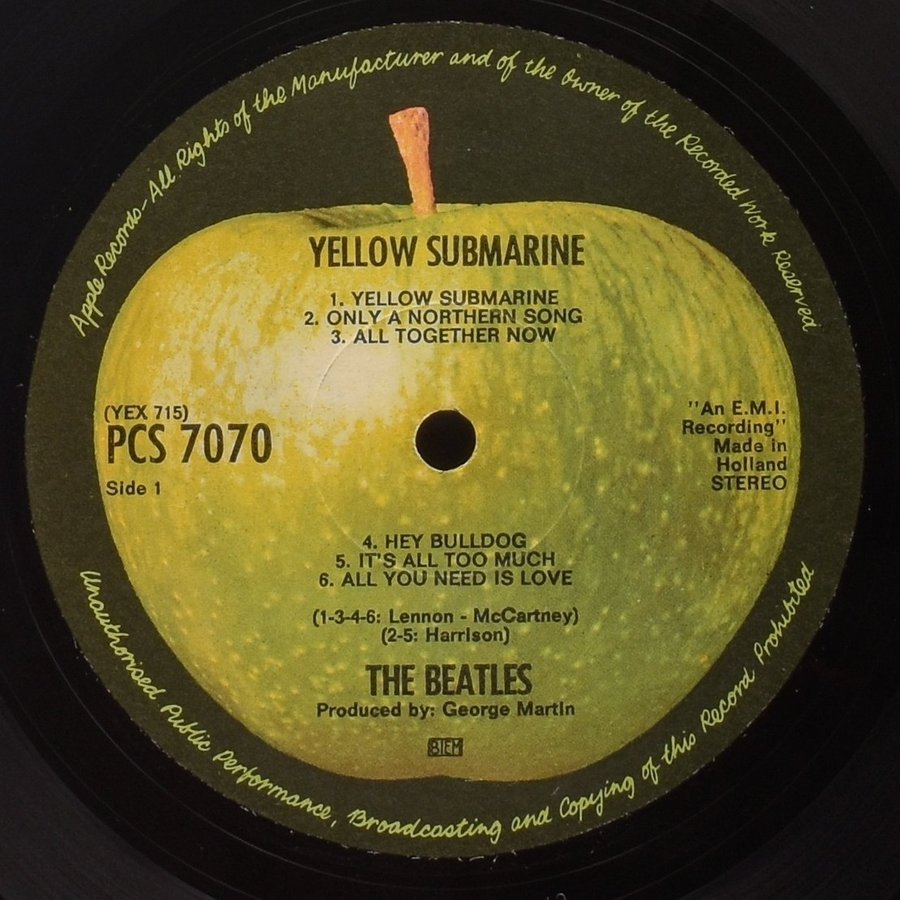 Apple Records-All Rights of the Manufacturer and of the Owner of the Recorded Work Reserved
YELLOW SUBMARINE
1. YELLOW SUBMARINE
2. ONLY A NORTHERN SONG
3. ALL TOGETHER NOW
(YEX 715)
PCS 7070
Side 1
"An E.M.I.
Recording"
Made in
Holland
STEREO
4. HEY BULLDOG
5. IT'S ALL TOO MUCH
6. ALL YOU NEED IS LOVE
(1-3-4-6: Lennon - McCartney)
(2-5: Harrison)
THE BEATLES
Produced by: George Martin
BIEM
Unauthorised Public Performance, Broadcasting and Copying of this Record Prohibited